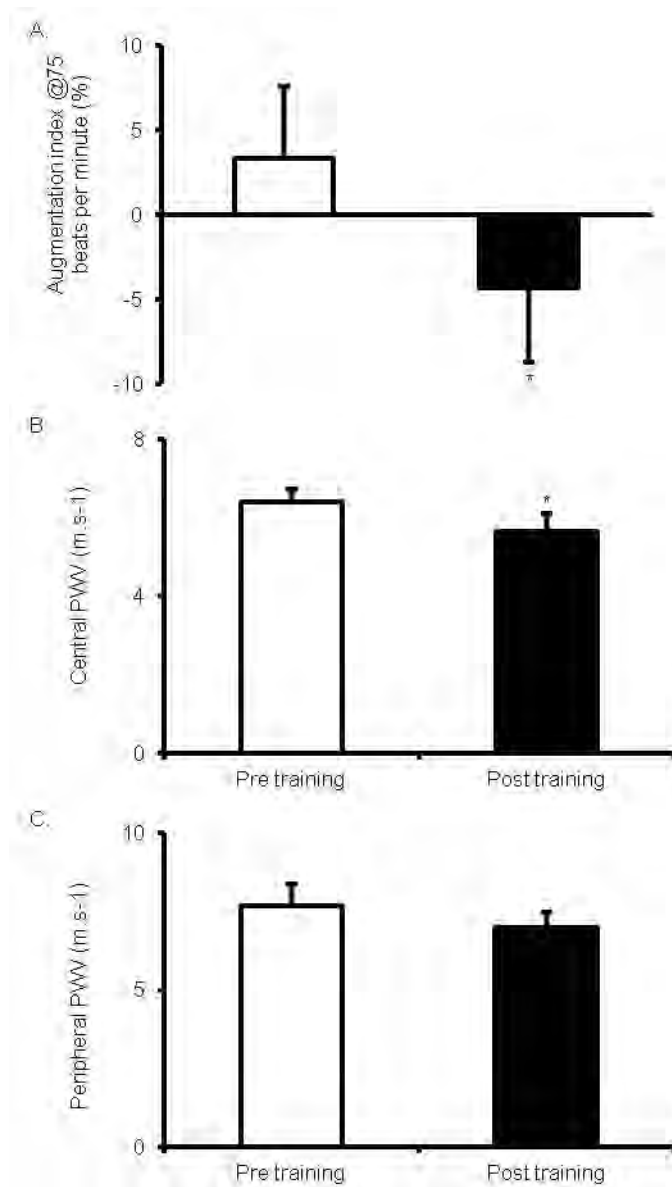 A.
Augmentation index @75
beats per minute (%)
10
5
0
-5
-10
*
B.
Central PWV (m.s-1)
8
4
0
*
Pre training
Post training
C.
Peripheral PWV (m.s-1)
10
5
0
Pre training
Post training